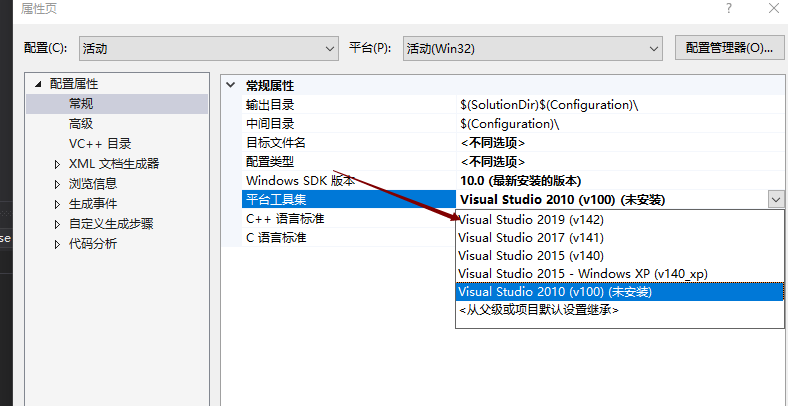 属性页
? ×
配置(C): 活动 平台(P): 活动(Win32) 配置管理器(O)...
配置属性
常规
高级
VC++ 目录
XML 文档生成器
浏览信息
生成事件
自定义生成步骤
代码分析
常规属性
输出目录 $(SolutionDir)$(Configuration)\
中间目录 $(Configuration)\
目标文件名 <不同选项>
配置类型 <不同选项>
Windows SDK 版本 10.0 (最新安装的版本)
平台工具集 Visual Studio 2010 (v100) (未安装)
C++ 语言标准
C 语言标准
Visual Studio 2019 (v142)
Visual Studio 2017 (v141)
Visual Studio 2015 (v140)
Visual Studio 2015 - Windows XP (v140_xp)
Visual Studio 2010 (v100) (未安装)
<从父级或项目默认设置继承>
se